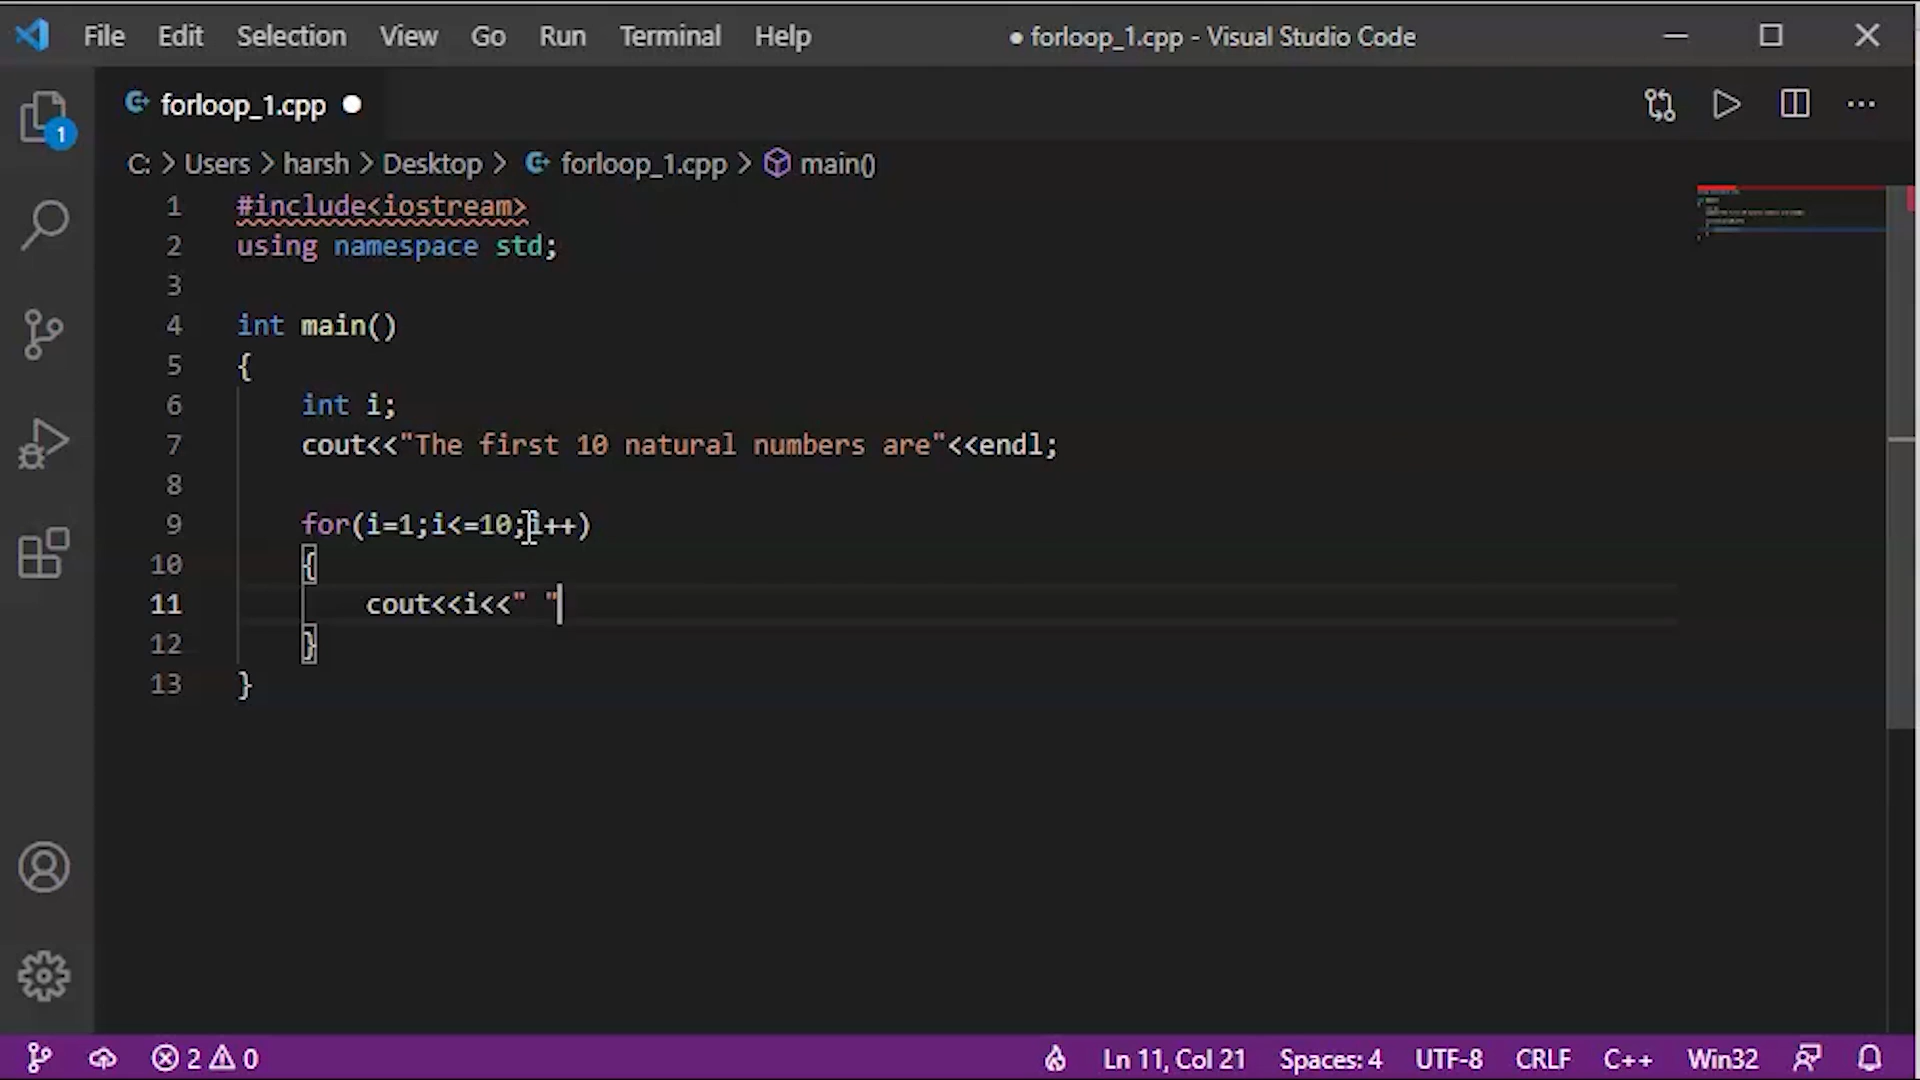 File Edit Selection View Go Run Terminal Help ● forloop_1.cpp - Visual Studio Code
forloop_1.cpp ●
C: > Users > harsh > Desktop > forloop_1.cpp > main()
1 #include<iostream>
2 using namespace std;
3
4 int main()
5 {
6 int i;
7 cout<<"The first 10 natural numbers are"<<endl;
8
9 for(i=1;i<=10;i++)
10 {
11 cout<<i<<" "
12 }
13 }
1
2 0 Ln 11, Col 21 Spaces: 4 UTF-8 CRLF C++ Win32